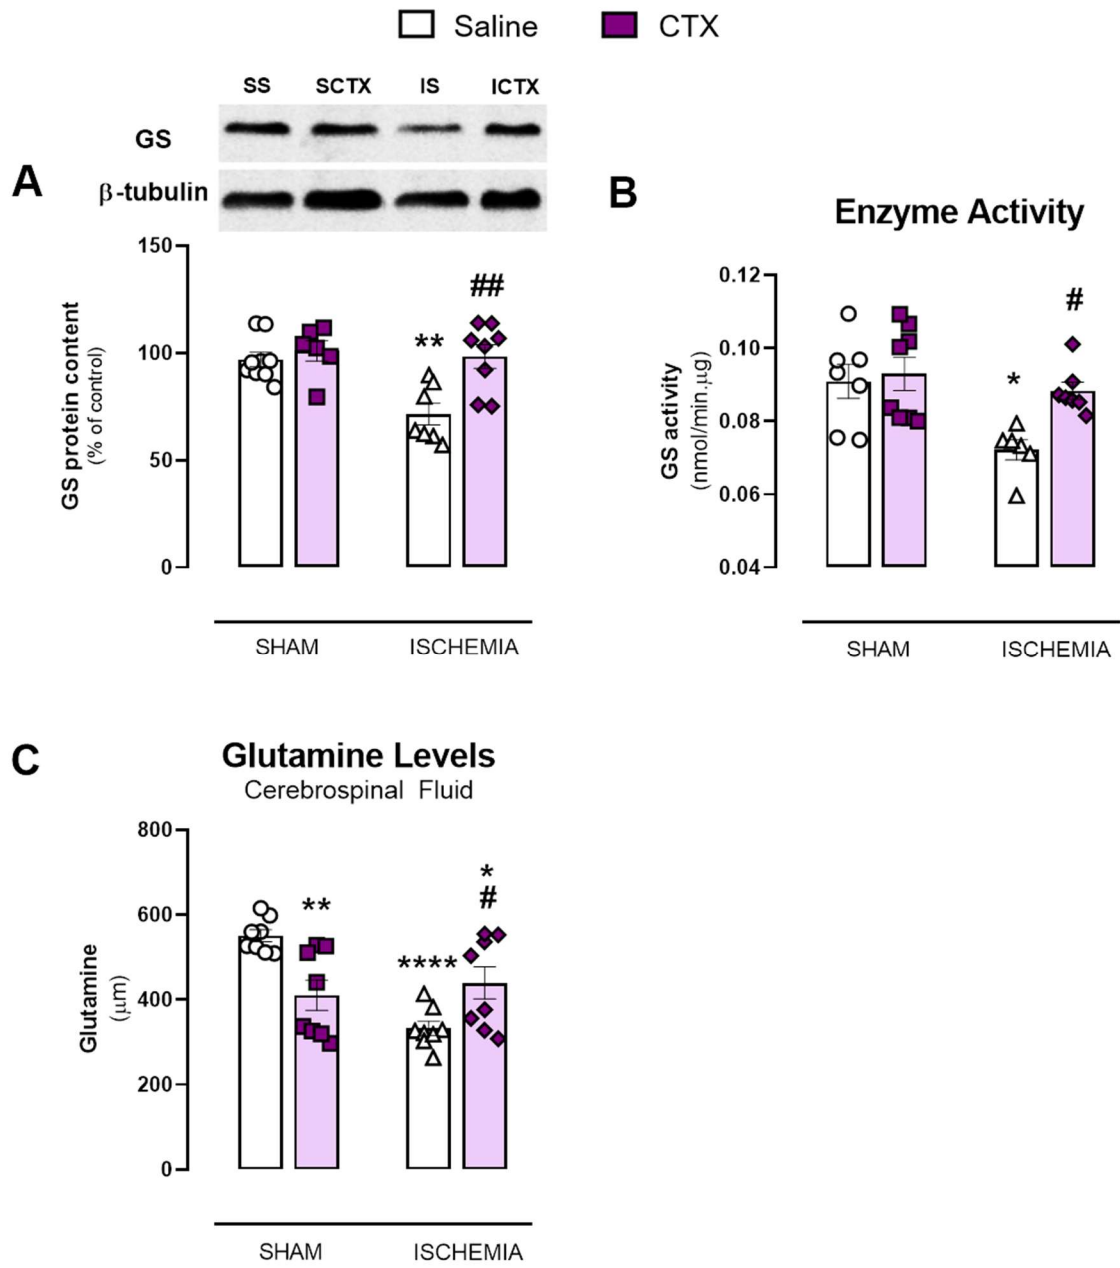 Saline CTX
SS SCTX IS ICTX
GS
β-tubulin
A
150
100
50
0
GS protein content
(% of control)
**
##
SHAM ISCHEMIA
B
Enzyme Activity
0.12
0.10
0.08
0.06
0.04
GS activity
(nmol/min.μg)
*
#
SHAM ISCHEMIA
C
Glutamine Levels
Cerebrospinal Fluid
800
600
400
200
0
Glutamine
(μm)
**
****
*
#
SHAM ISCHEMIA